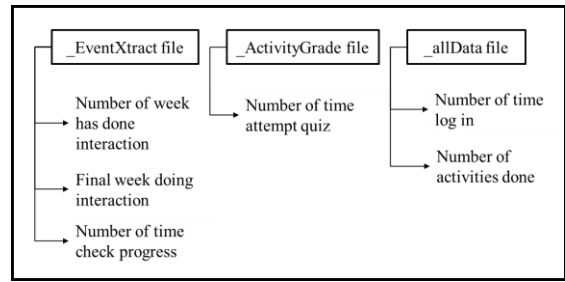 _EventXtract file
Number of week
has done
interaction
Final week doing
interaction
Number of time
check progress
_ActivityGrade file
Number of time
attempt quiz
_allData file
Number of time
log in
Number of
activities done